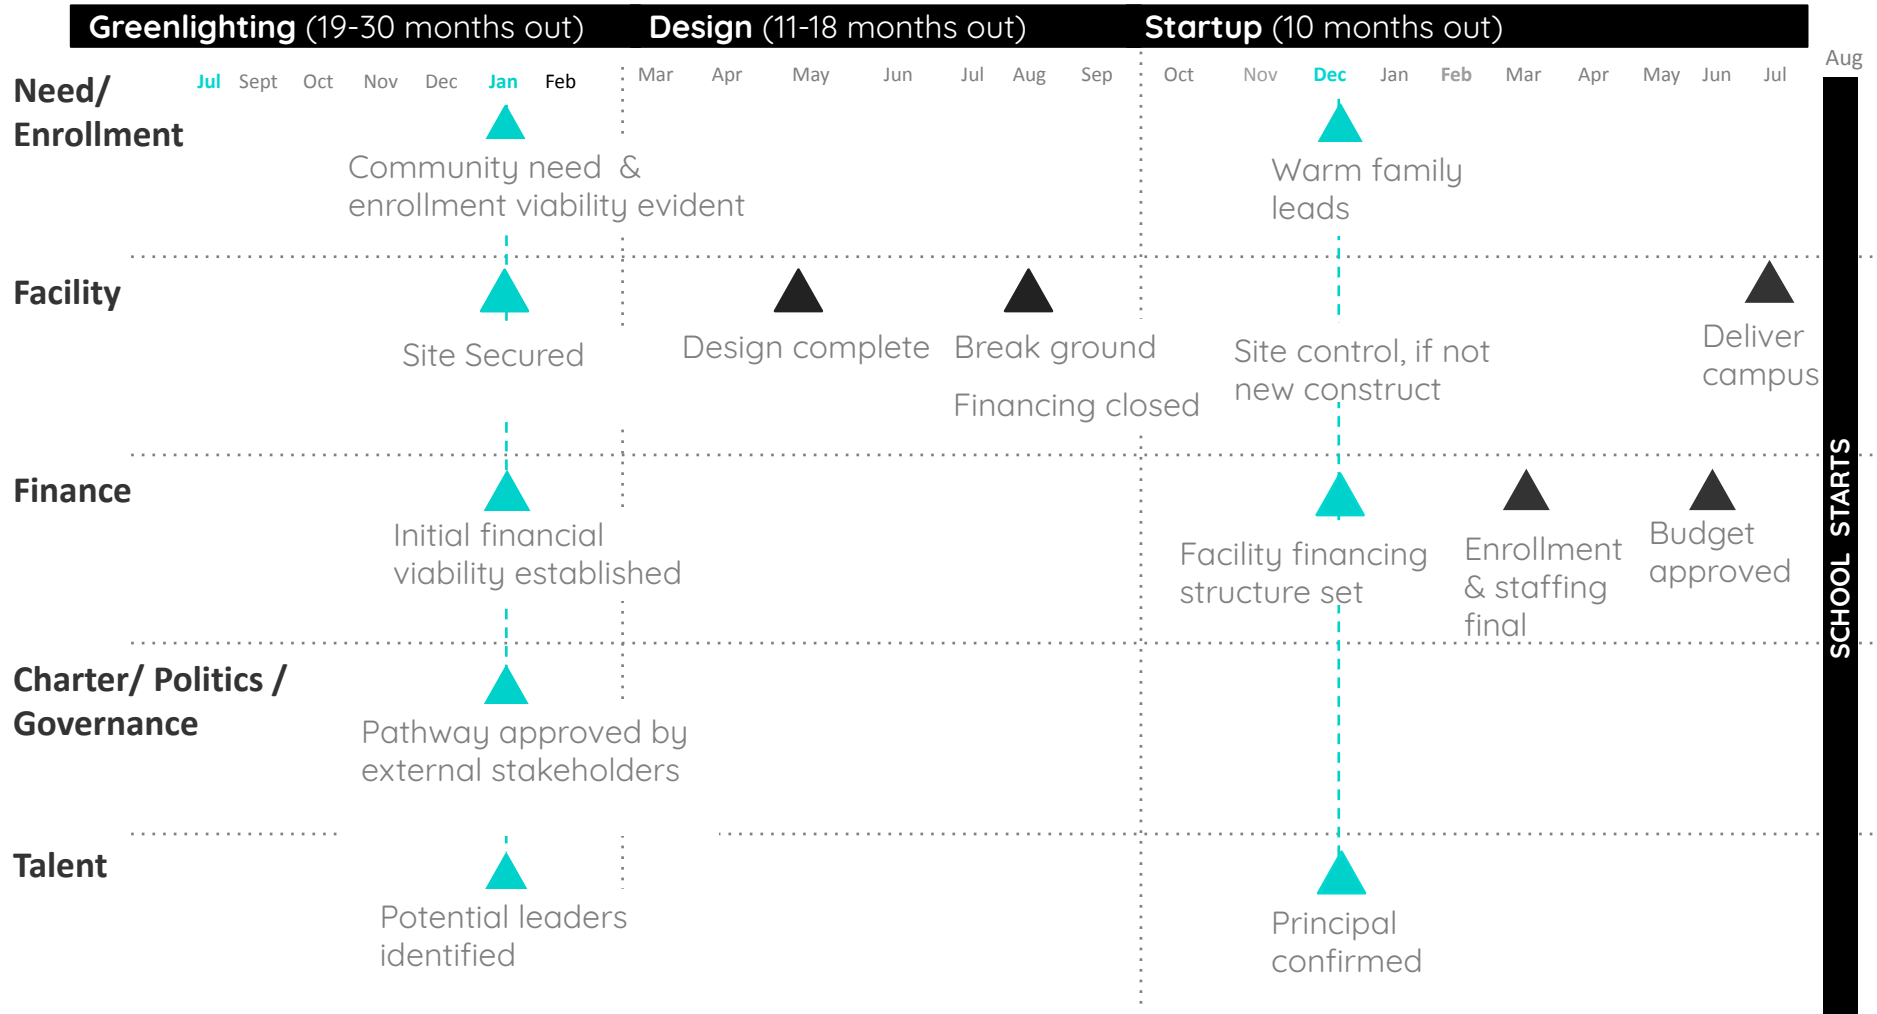 Greenlighting (19-30 months out) Design (11-18 months out) Startup (10 months out)
Aug
Jul Sept Oct Nov Dec Jan Feb Mar Apr May Jun Jul Aug Sep Oct Nov Dec Jan Feb Mar Apr May Jun Jul
Need/
Enrollment
Community need &
enrollment viability evident
Warm family
leads
Facility
Site Secured
Design complete
Break ground
Financing closed
Site control, if not
new construct
Deliver
campus
Finance
Initial financial
viability established
Facility financing
structure set
Enrollment
& staffing
final
Budget
approved
Charter/ Politics /
Governance
Pathway approved by
external stakeholders
Talent
Potential leaders
identified
Principal
confirmed
SCHOOL STARTS